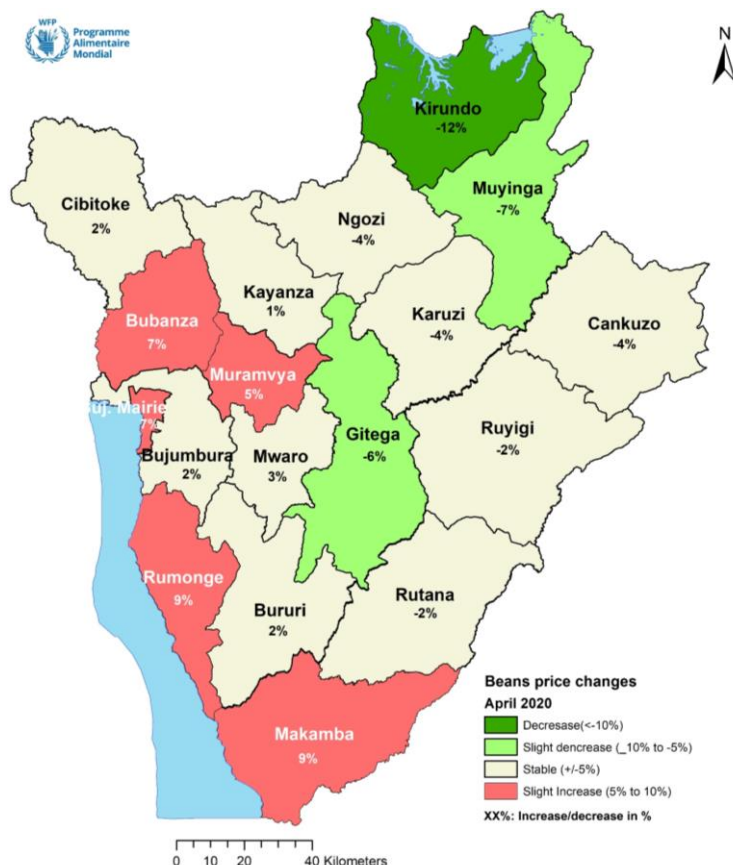 WFP
Programme
Alimentaire
Mondial
N
Kirundo
-12%
Muyinga
-7%
Cibitoke
2%
Ngozi
-4%
Kayanza
1%
Karuzi
-4%
Cankuzo
-4%
Bubanza
7%
Muramvya
5%
Buj. Mairie
7%
Bujumbura
2%
Mwaro
3%
Gitega
-6%
Ruyigi
-2%
Rumonge
9%
Bururi
2%
Rutana
-2%
Makamba
9%
Beans price changes
April 2020
Decresase(<-10%)
Slight dencrease (_10% to -5%)
Stable (+/-5%)
Slight Increase (5% to 10%)
XX%: Increase/decrease in %
0 10 20 40 Kilometers